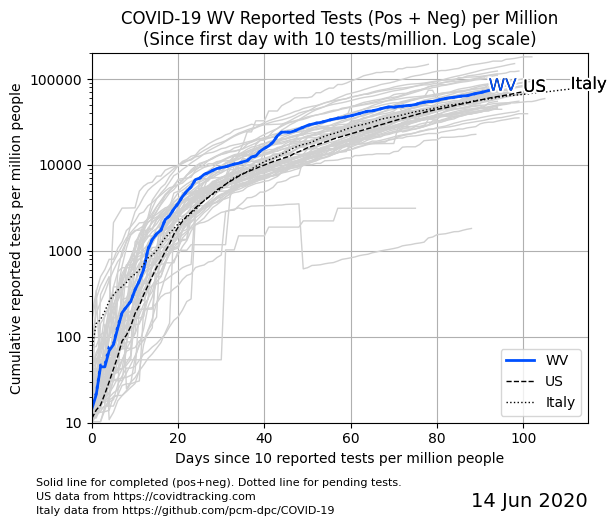 COVID-19 WV Reported Tests (Pos + Neg) per Million
(Since first day with 10 tests/million. Log scale)
Cumulative reported tests per million people
100000
10000
1000
100
10
WV
US
Italy
WV
US
Italy
0
20
40
60
80
100
Days since 10 reported tests per million people
Solid line for completed (pos+neg). Dotted line for pending tests.
US data from https://covidtracking.com
Italy data from https://github.com/pcm-dpc/COVID-19
14 Jun 2020